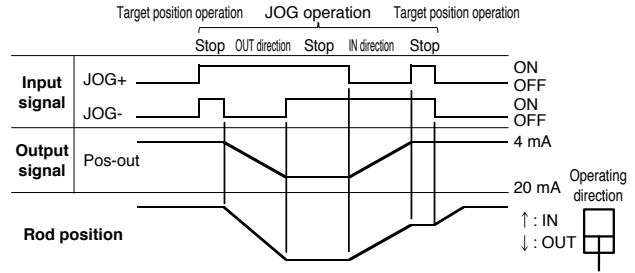 Target position operation JOG operation Target position operation
Stop OUT direction Stop IN direction Stop
Input signal
JOG+
ON
OFF
JOG-
ON
OFF
Output signal
Pos-out
4 mA
20 mA
Operating direction
Rod position
↑ : IN
↓ : OUT